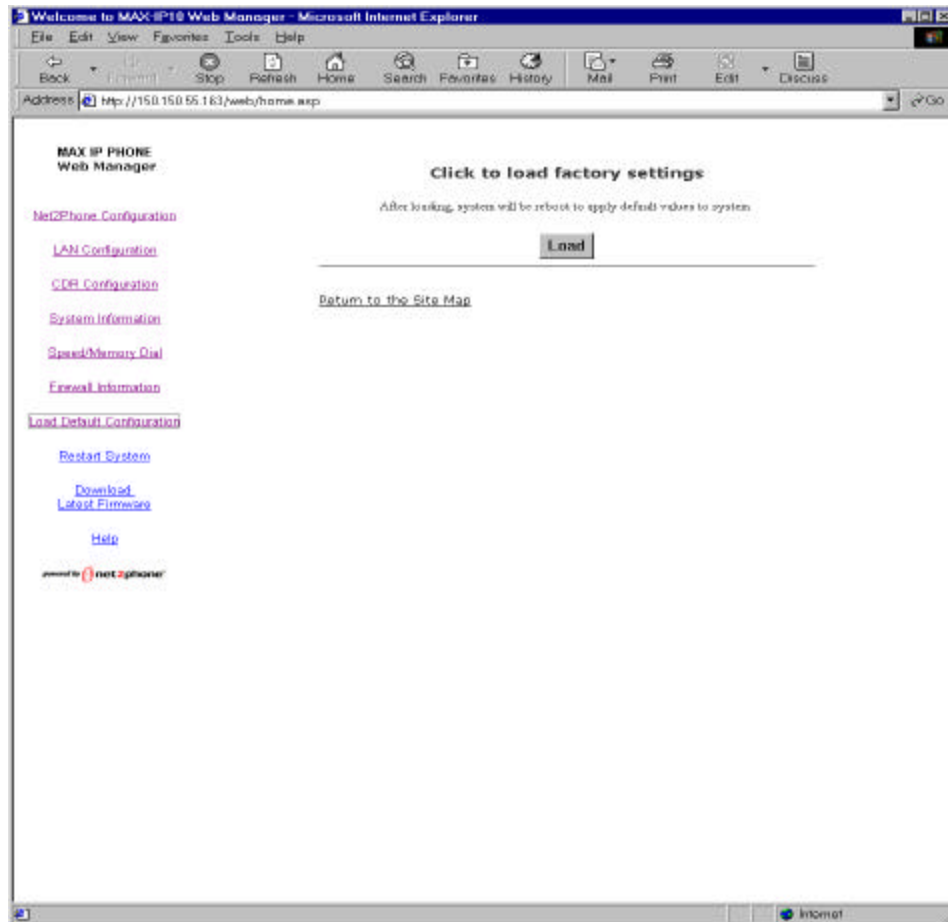 Welcome to MAX-IP10 Web Manager - Microsoft Internet Explorer
File Edit View Favorites Tools Help
Back Forward Stop Refresh Home Search Favorites History Mail Print Edit Discuss
Address http://150.150.55.163/web/home.asp Go
MAX IP PHONE
Web Manager
Net2Phone Configuration
LAN Configuration
CDR Configuration
System Information
Speed/Memory Dial
Firewall Information
Load Default Configuration
Restart System
Download
Latest Firmware
Help
powered by net2phone
Click to load factory settings
After loading, system will be reboot to apply default values to system
Load
Return to the Site Map
Internet